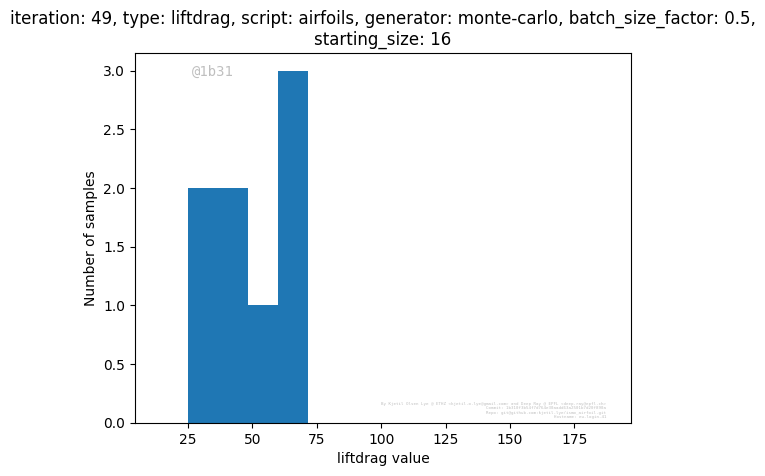 iteration: 49, type: liftdrag, script: airfoils, generator: monte-carlo, batch_size_factor: 0.5,
starting_size: 16
@1b31
3.0
2.5
2.0
1.5
1.0
0.5
0.0
Number of samples
25
50
75
100
125
150
175
liftdrag value